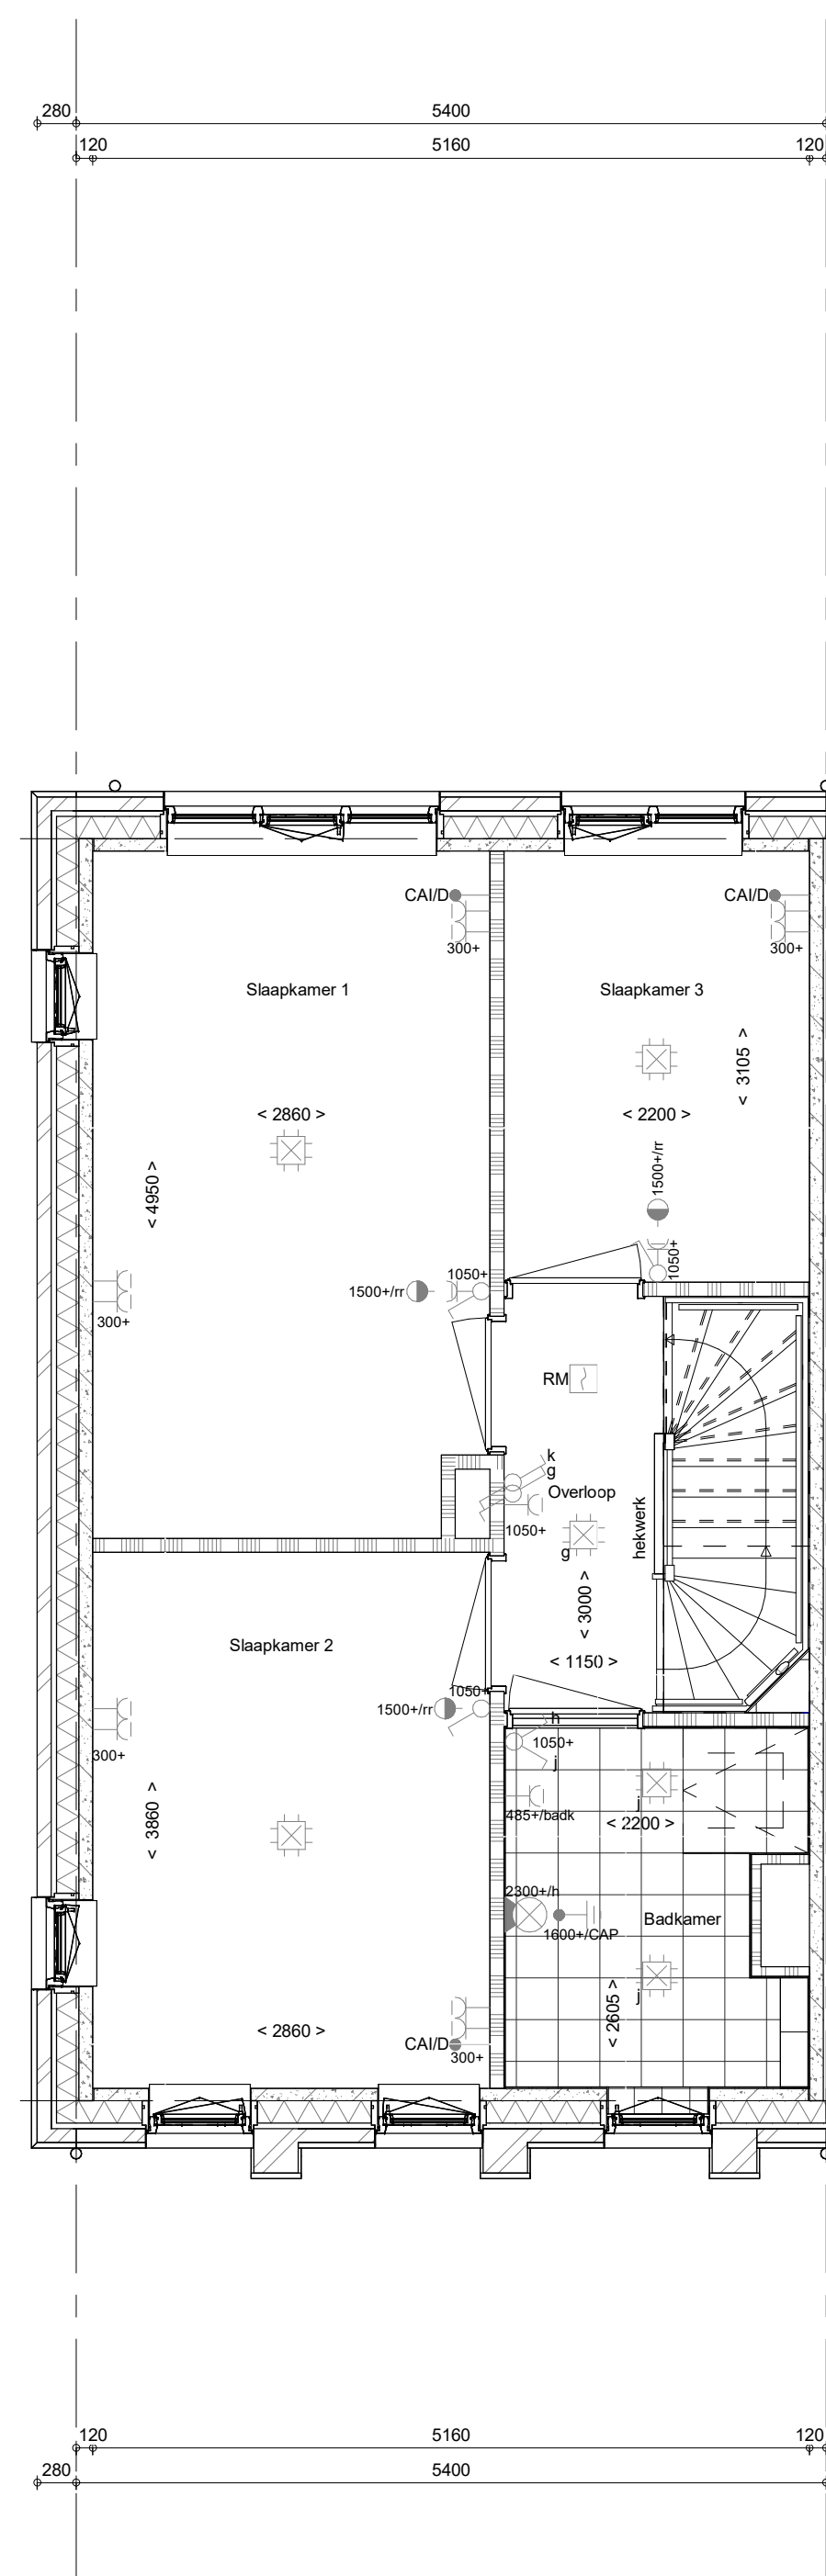 280
5400
120
5160
120
CAI/D
300+
CAI/D
300+
Slaapkamer 1
Slaapkamer 3
< 3105 >
< 2860 >
< 2200 >
< 4950 >
1500+/rr
1050+
1050+
1500+/rr
300+
RM
k
g
Overloop
1050+
hekwerk
g
< 3000 >
< 1150 >
Slaapkamer 2
1050+
1500+/rr
h
1050+
j
300+
j
485+/badk
< 2200 >
< 3860 >
2300+/h
1600+/CAP
Badkamer
j
< 2605 >
< 2860 >
CAI/D
300+
120
5160
120
280
5400